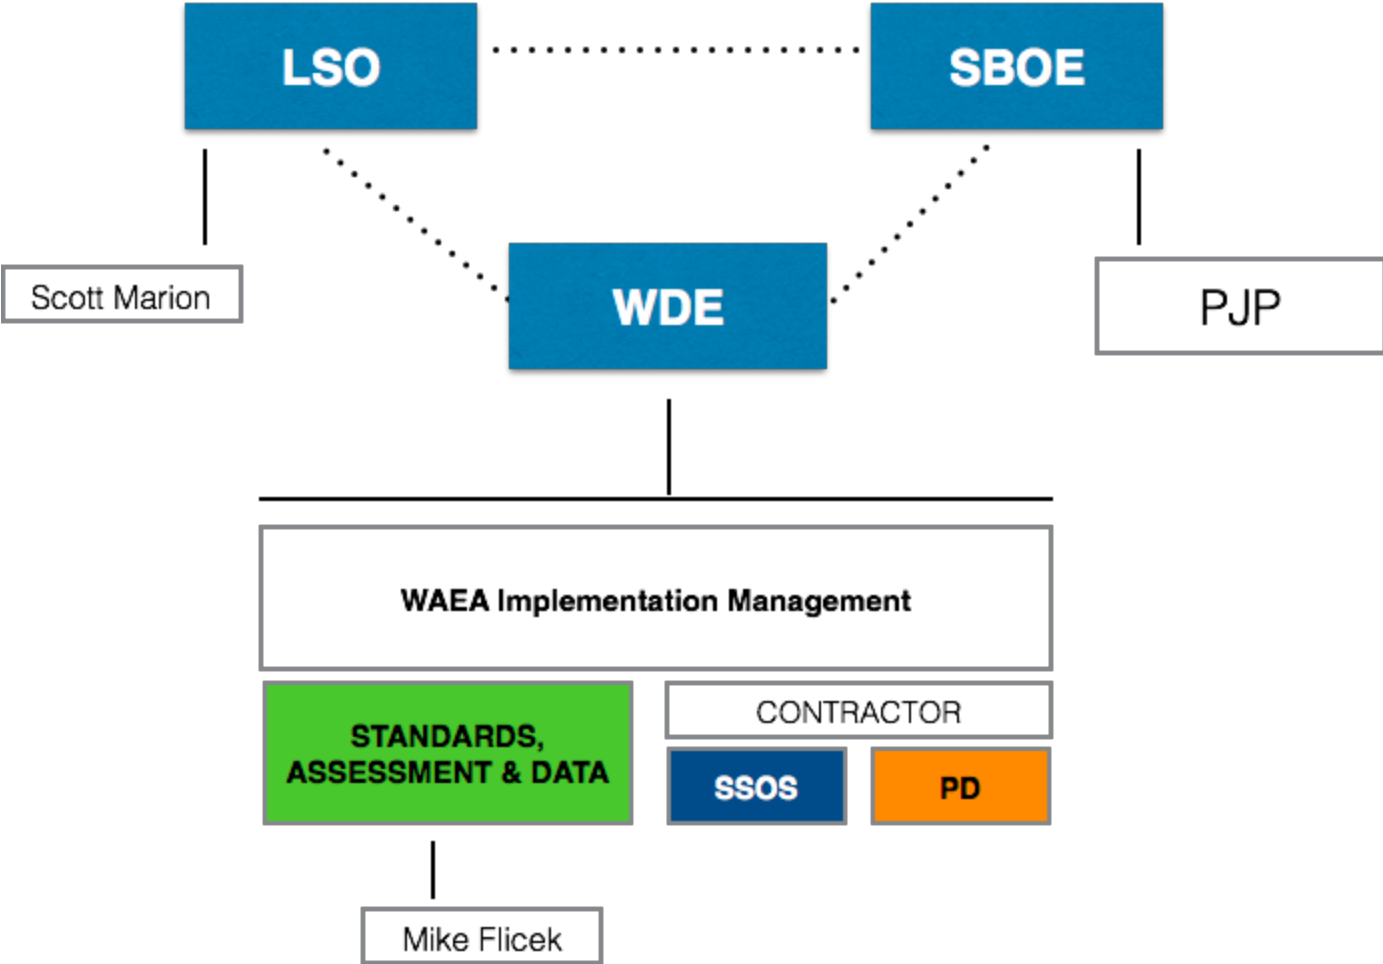 LSO
SBOE
Scott Marion
WDE
PJP
WAEA Implementation Management
STANDARDS,
ASSESSMENT & DATA
CONTRACTOR
SSOS
PD
Mike Flicek